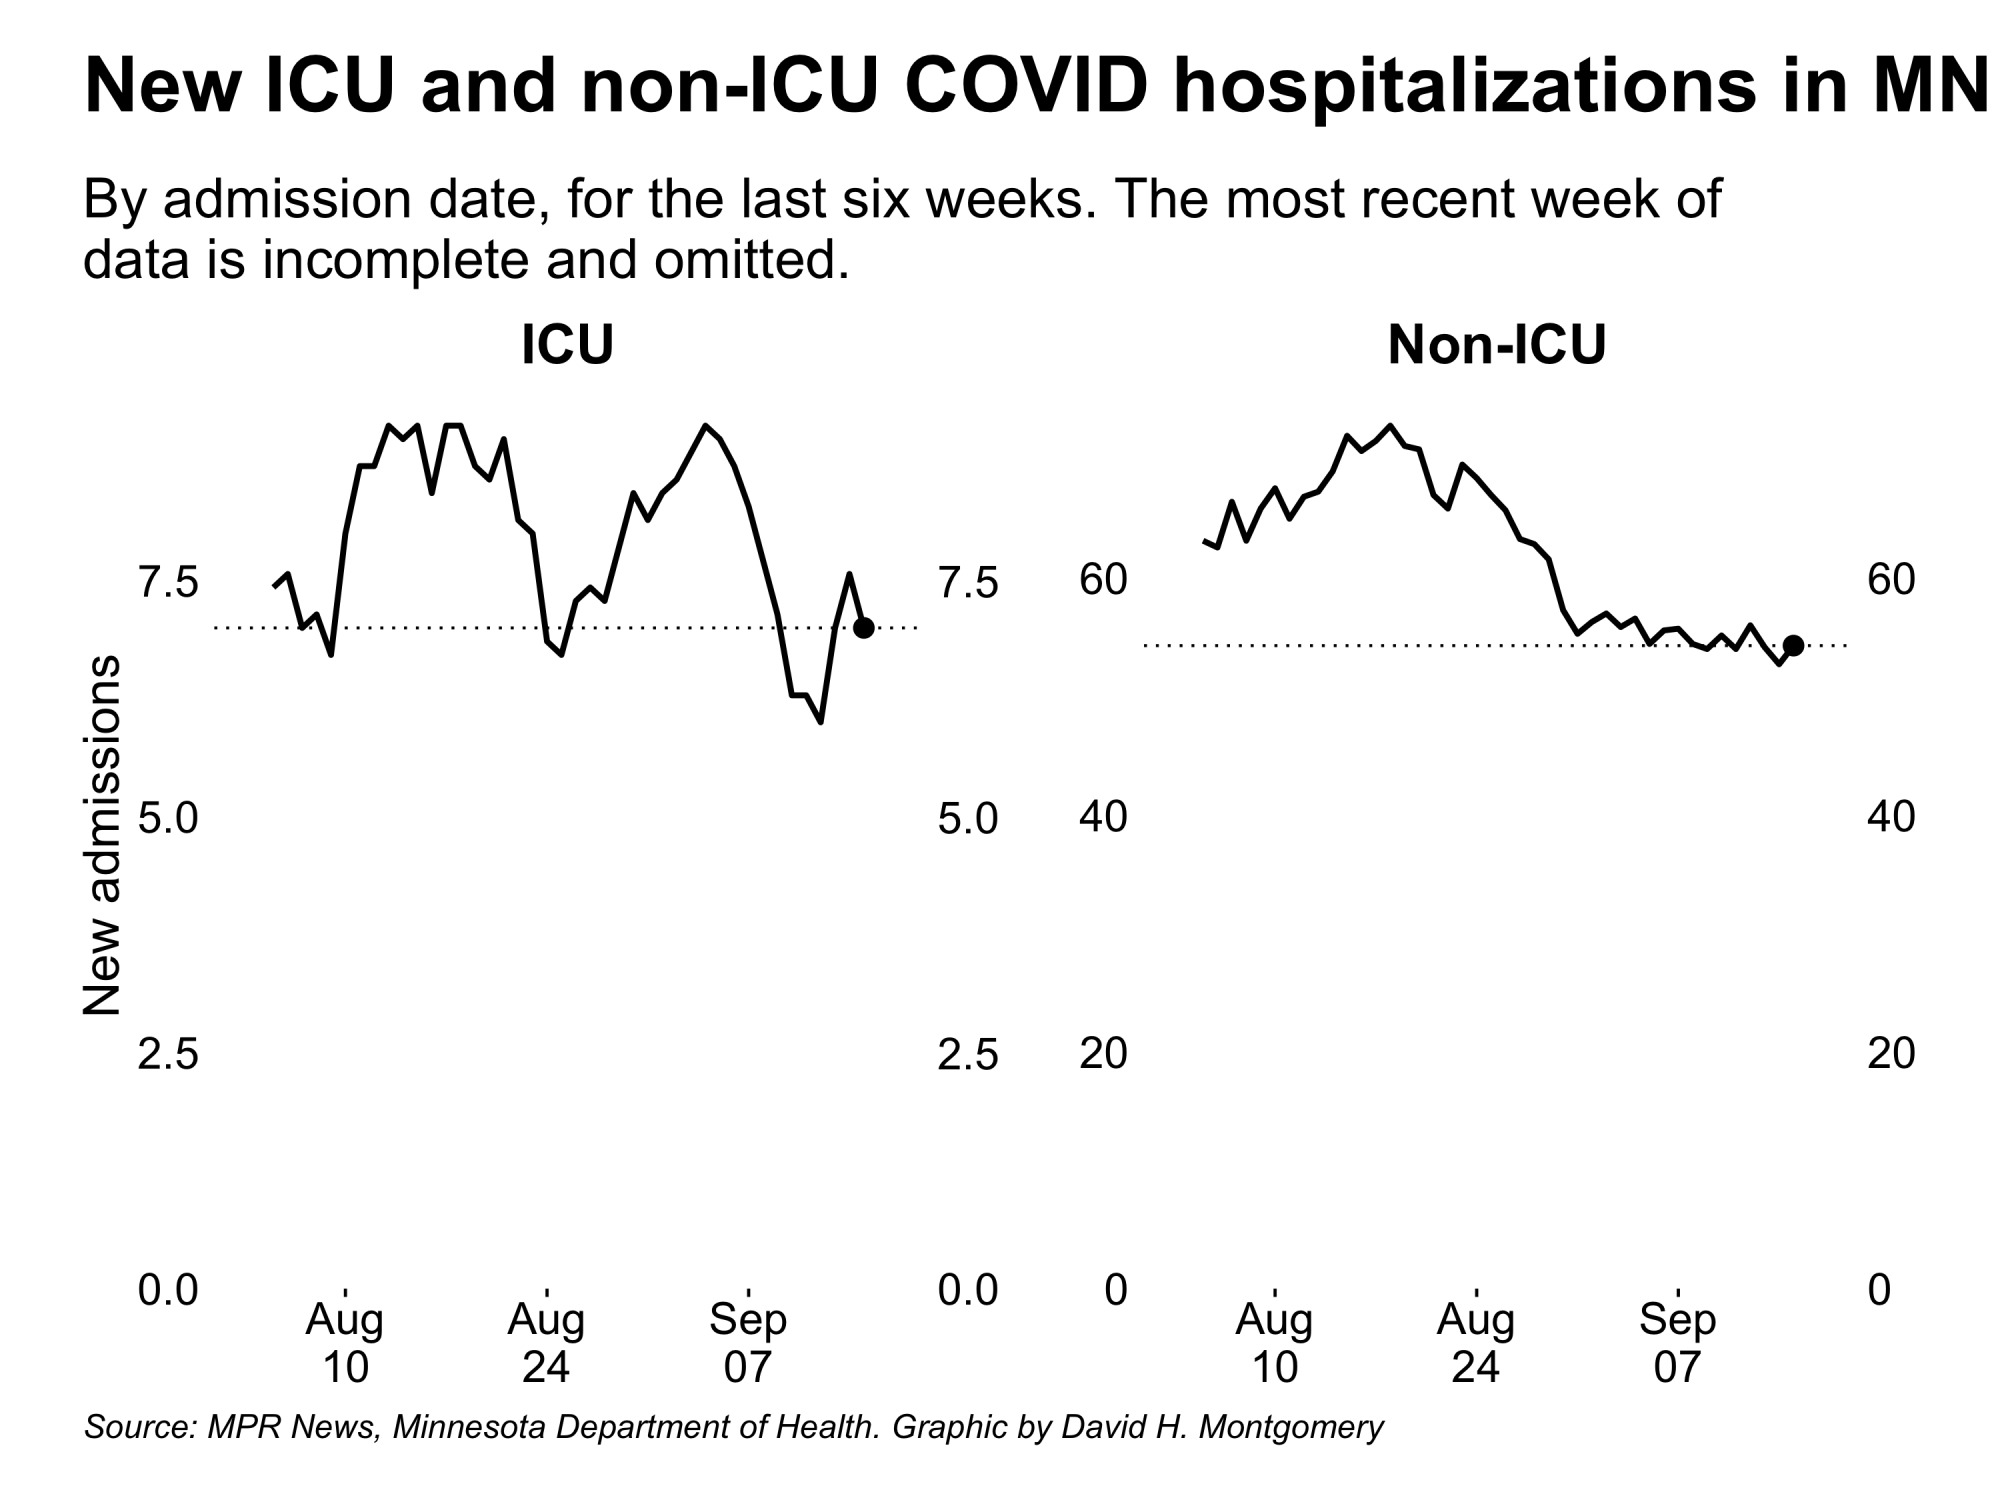 New ICU and non-ICU COVID hospitalizations in MN
By admission date, for the last six weeks. The most recent week of
data is incomplete and omitted.
ICU
Non-ICU
New admissions
7.5
7.5
60
60
5.0
5.0
40
40
2.5
2.5
20
20
0.0
0.0
0
0
Aug
10
Aug
24
Sep
07
Aug
10
Aug
24
Sep
07
Source: MPR News, Minnesota Department of Health. Graphic by David H. Montgomery